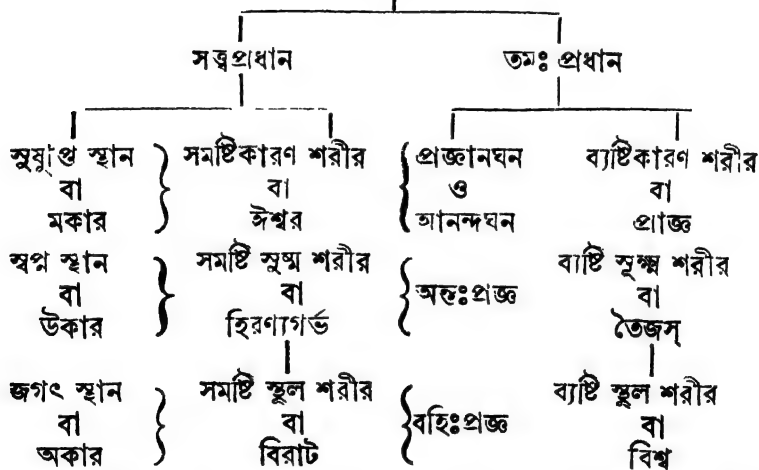 সত্ত্বপ্রধান তমঃ প্রধান
সুষুপ্তি স্থান } সমষ্টিকারণ শরীর { প্রজ্ঞানঘন ব্যষ্টিকারণ শরীর
বা বা ও বা
মকার ঈশ্বর আনন্দঘন প্রাজ্ঞ
স্বপ্ন স্থান } সমষ্টি সুক্ষ্ম শরীর { অন্তঃপ্রজ্ঞ ব্যষ্টি সূক্ষ্ম শরীর
বা বা বা
উকার হিরণ্যগর্ভ তৈজস্
জগৎ স্থান } সমষ্টি স্থূল শরীর { বহিঃপ্রজ্ঞ ব্যষ্টি স্থূল শরীর
বা বা বা
অকার বিরাট বিশ্ব